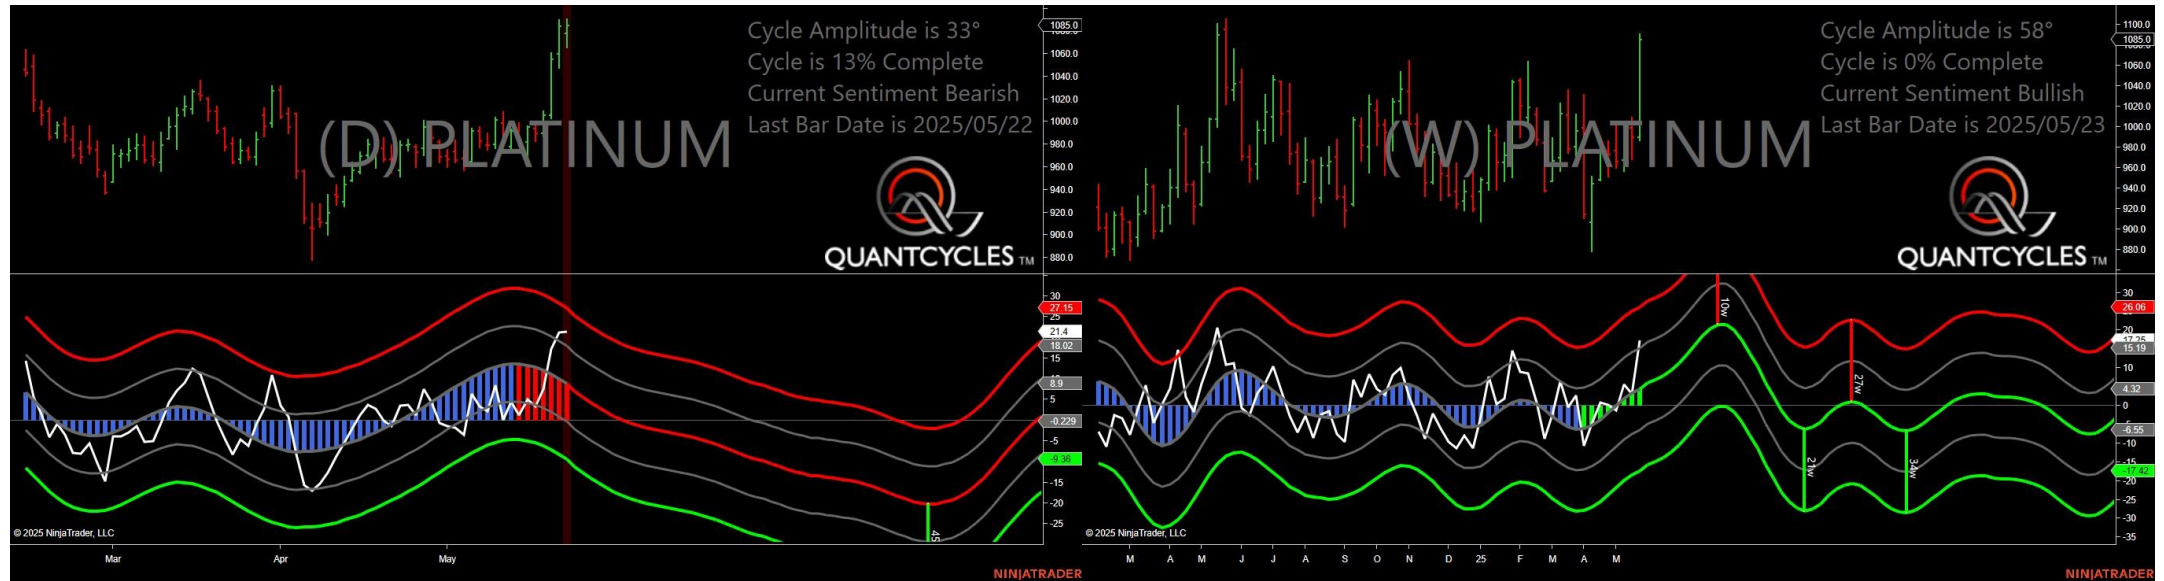 Cycle Amplitude is 33°
Cycle is 13% Complete
Current Sentiment Bearish
Last Bar Date is 2025/05/22
(D) PLATINUM
QUANTCYCLES TM
1085.0
1060.0
1040.0
1020.0
1000.0
980.0
960.0
940.0
920.0
900.0
880.0
30
27.15
25
21.4
18.02
15
8.9
5
-0.229
-5
-9.36
-15
-20
-25
45
© 2025 NinjaTrader, LLC
Mar Apr May
NINJATRADER
Cycle Amplitude is 58°
Cycle is 0% Complete
Current Sentiment Bullish
Last Bar Date is 2025/05/23
(W) PLATINUM
QUANTCYCLES TM
1100.0
1085.0
1060.0
1040.0
1020.0
1000.0
980.0
960.0
940.0
920.0
900.0
880.0
30
26.06
20
15.19
10
4.32
0
-6.55
-10
-17.42
-20
-25
-30
-35
10w
27w
21w
34w
© 2025 NinjaTrader, LLC
M A M J J A S O N D 25 F M A M
NINJATRADER